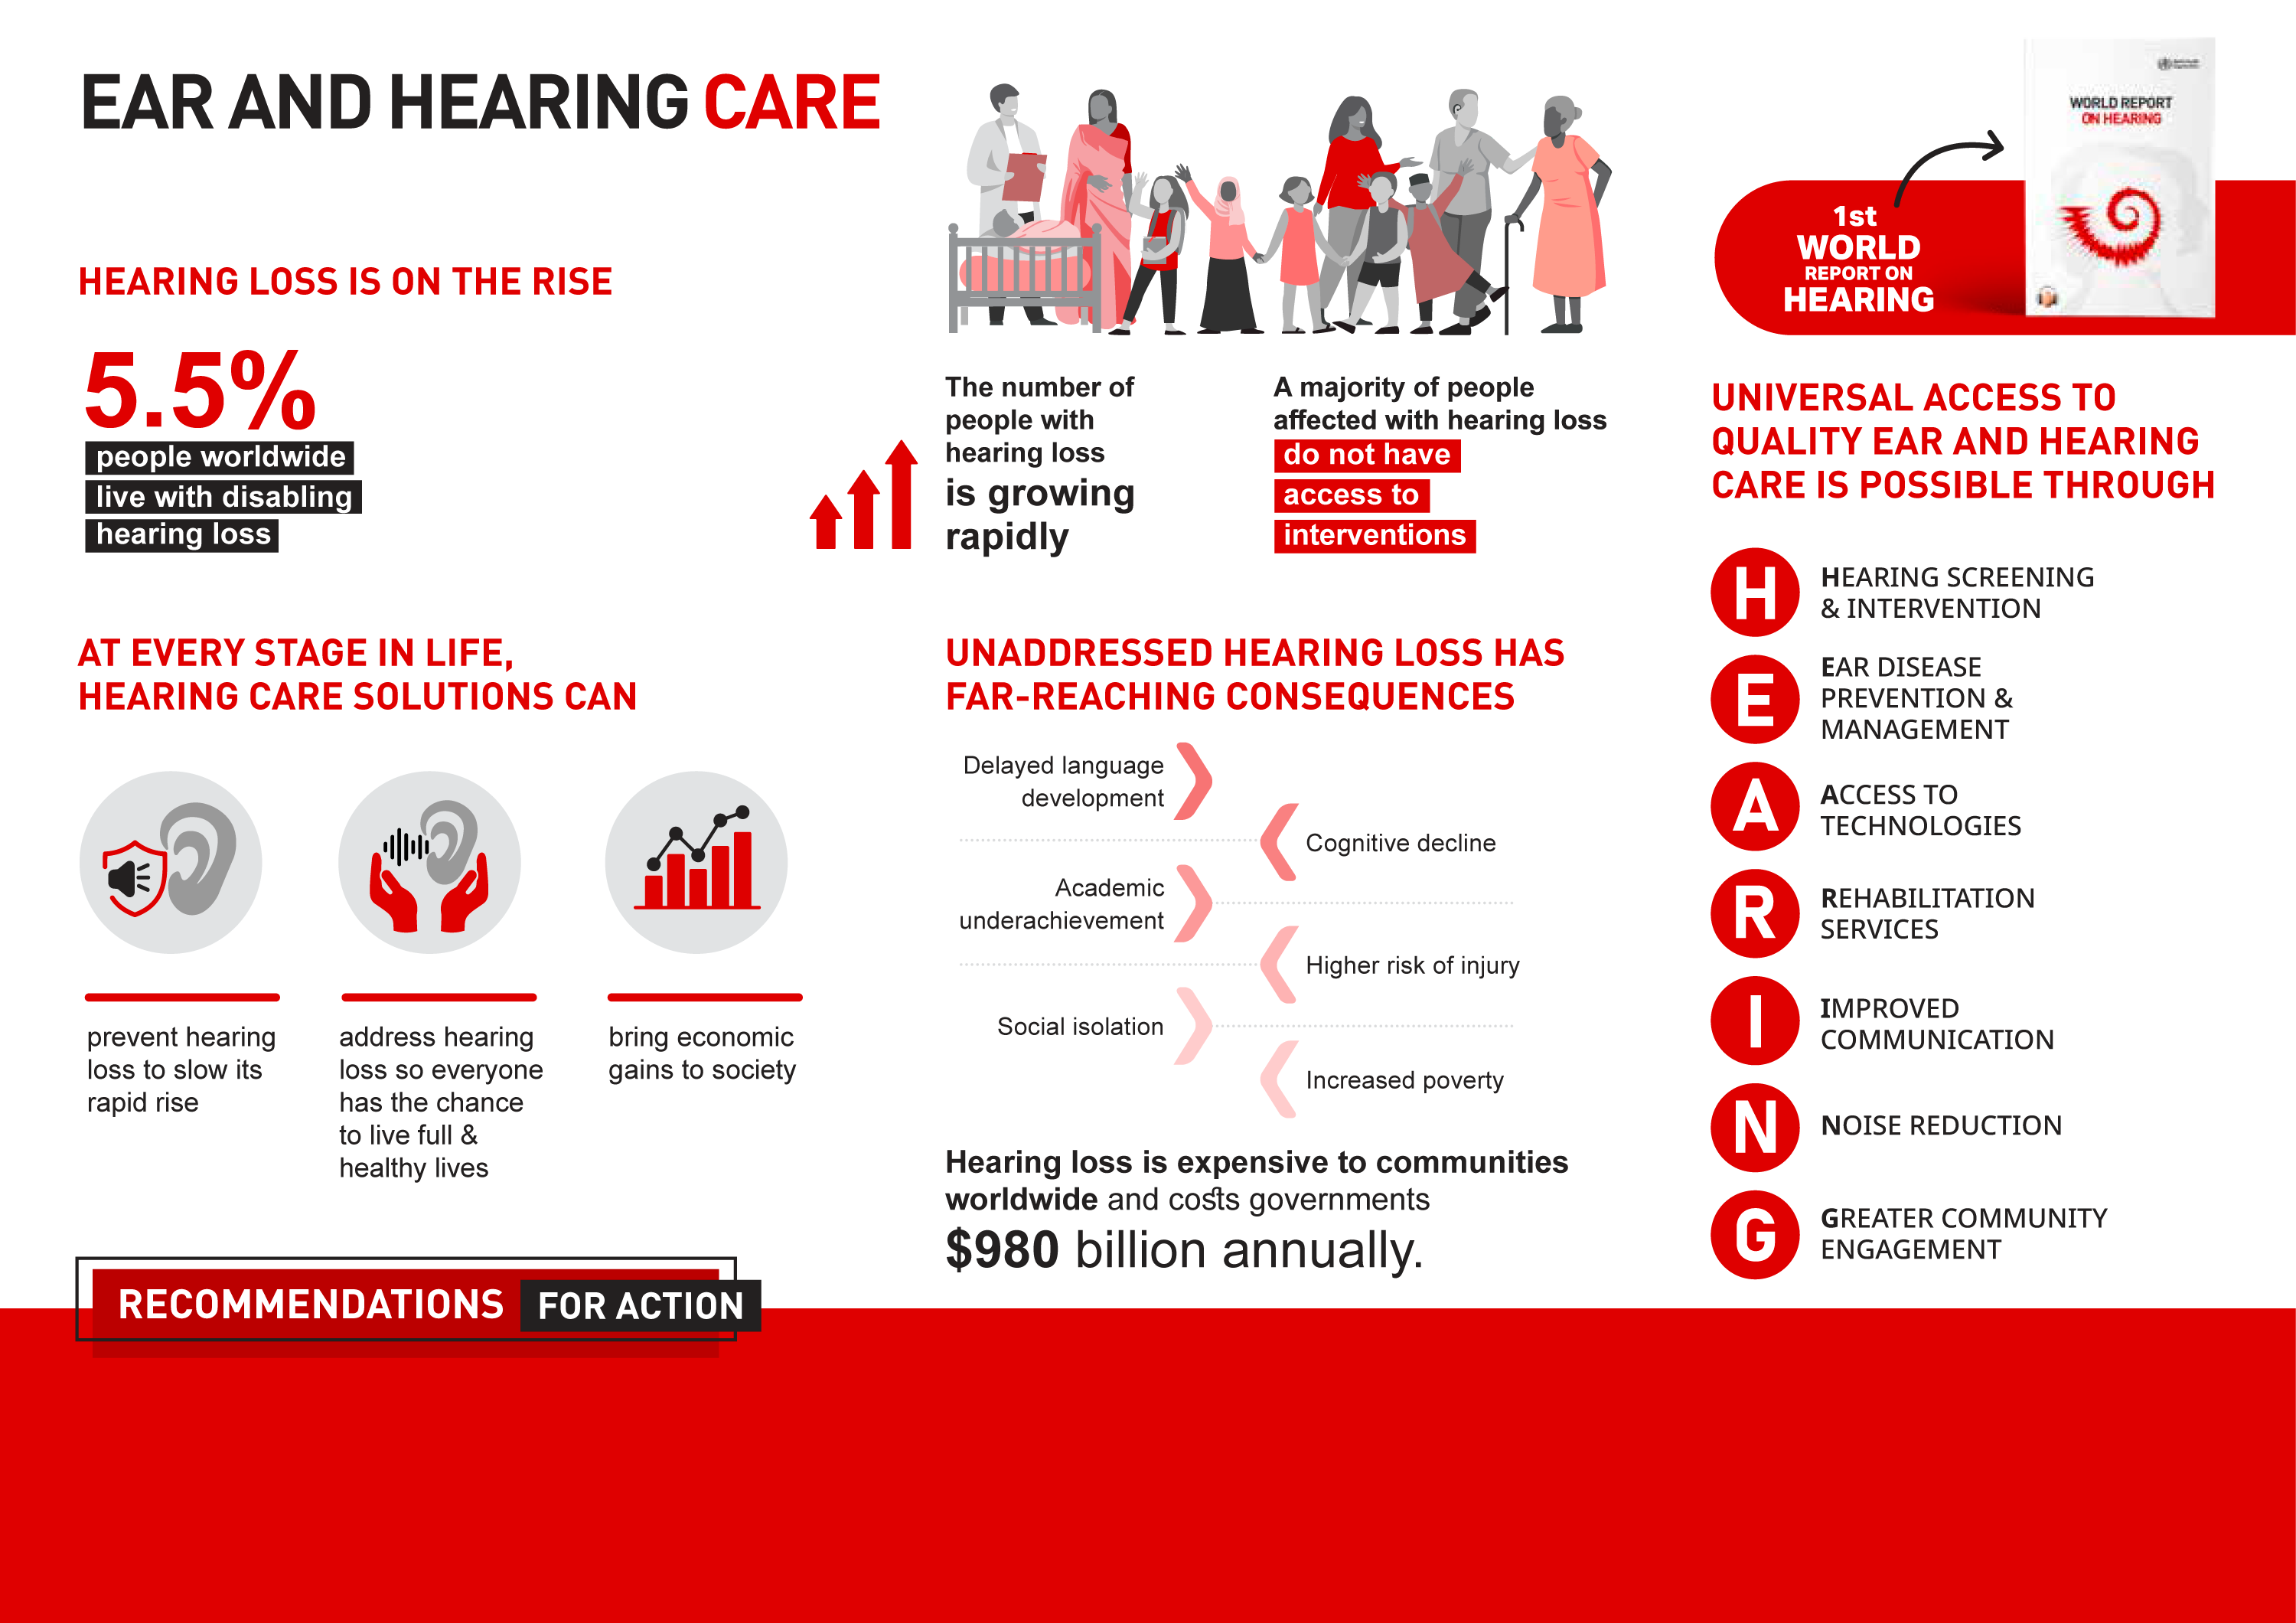 EAR AND HEARING CARE
HEARING LOSS IS ON THE RISE
5.5%
people worldwide
live with disabling
hearing loss
The number of
people with
hearing loss
is growing
rapidly
A majority of people
affected with hearing loss
do not have
access to
interventions
AT EVERY STAGE IN LIFE,
HEARING CARE SOLUTIONS CAN
prevent hearing
loss to slow its
rapid rise
address hearing
loss so everyone
has the chance
to live full &
healthy lives
bring economic
gains to society
UNADDRESSED HEARING LOSS HAS
FAR-REACHING CONSEQUENCES
Delayed language
development
Cognitive decline
Academic
underachievement
Higher risk of injury
Social isolation
Increased poverty
Hearing loss is expensive to communities
worldwide and costs governments
$980 billion annually.
1st
WORLD
REPORT ON
HEARING
WORLD REPORT
ON HEARING
UNIVERSAL ACCESS TO
QUALITY EAR AND HEARING
CARE IS POSSIBLE THROUGH
H
HEARING SCREENING
& INTERVENTION
E
EAR DISEASE
PREVENTION &
MANAGEMENT
A
ACCESS TO
TECHNOLOGIES
R
REHABILITATION
SERVICES
I
IMPROVED
COMMUNICATION
N
NOISE REDUCTION
G
GREATER COMMUNITY
ENGAGEMENT
RECOMMENDATIONS FOR ACTION